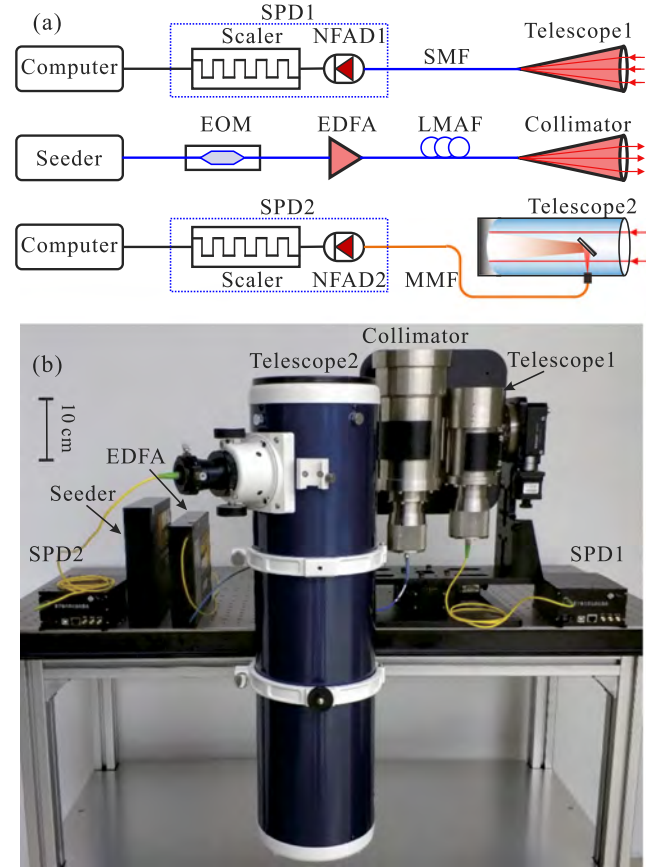 (a)
SPD1
Scaler
NFAD1
Telescope1
Computer
SMF
EOM
EDFA
LMAF
Collimator
Seeder
SPD2
Telescope2
Computer
Scaler
NFAD2
MMF
(b)
Collimator
Telescope2
Telescope1
10 cm
EDFA
Seeder
SPD2
SPD1